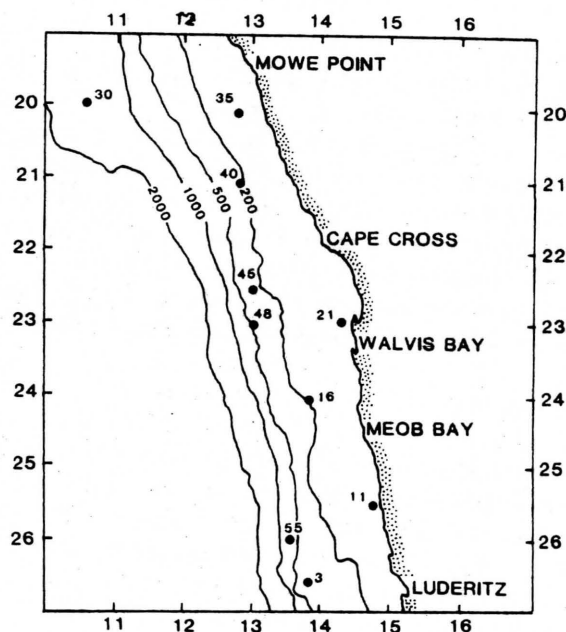 11 12 13 14 15 16
MOWE POINT
30
35
20 20
21 21
40
2000 1000 500 200
CAPE CROSS
22 22
45
48 21
23 23
WALVIS BAY
16
24 24
MEOB BAY
25 25
11
55
26 26
3
LUDERITZ
11 12 13 14 15 16